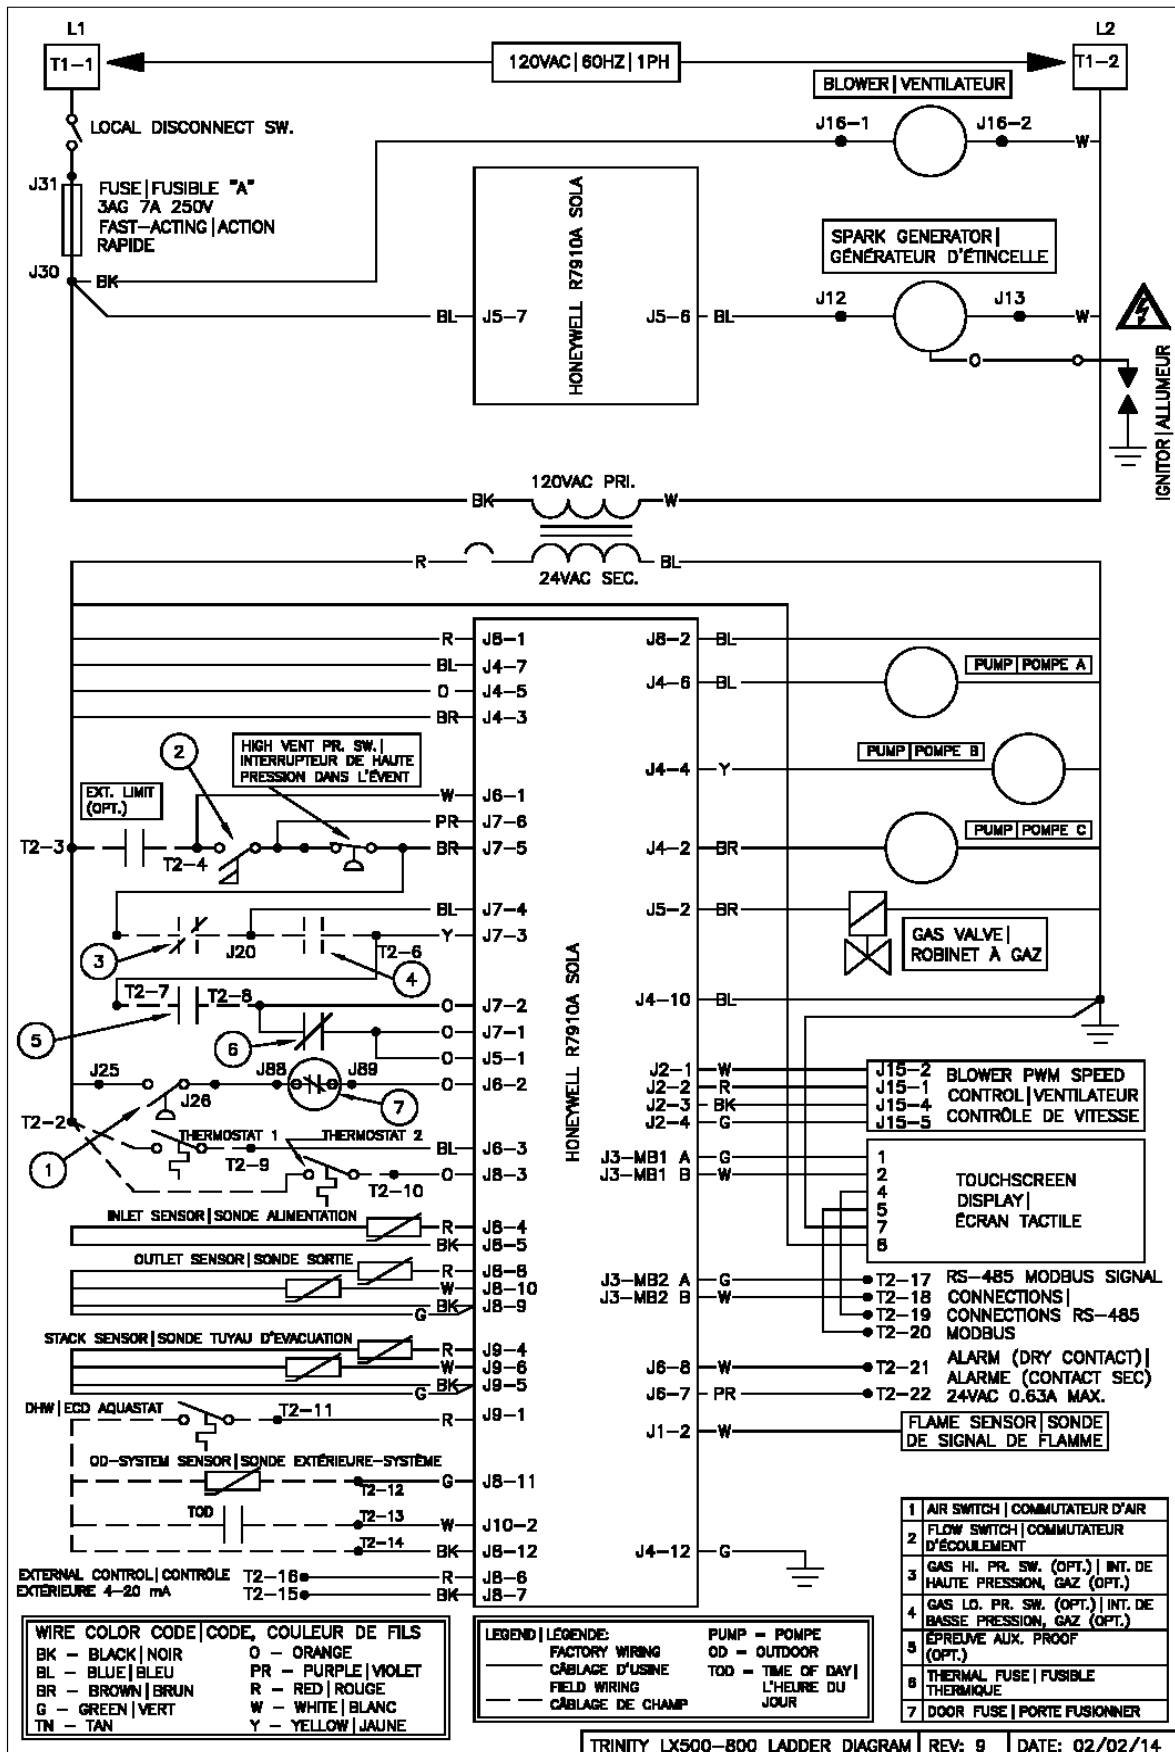 L1
L2
T1-1
120VAC|60HZ|1PH
T1-2
BLOWER|VENTILATEUR
LOCAL DISCONNECT SW.
J16-1
J16-2
W
J31
FUSE|FUSIBLE "A"
3AG 7A 250V
FAST-ACTING|ACTION
RAPIDE
HONEYWELL R7910A SOLA
SPARK GENERATOR|
GÉNÉRATEUR D'ÉTINCELLE
J30
BK
J12
J13
BL
J5-7
J5-6
BL
W
O
IGNITOR|ALLUMEUR
120VAC PRI.
BK
W
R
BL
24VAC SEC.
R
J8-1
J8-2
BL
BL
J4-7
PUMP|POMPE A
O
J4-5
J4-6
BL
BR
J4-3
2
HIGH VENT PR. SW.|
INTERRUPTEUR DE HAUTE
PRESSION DANS L'ÉVENT
PUMP|POMPE B
J4-4
Y
EXT. LIMIT
(OPT.)
W
J6-1
PR
J7-6
PUMP|POMPE C
T2-3
T2-4
BR
J7-5
J4-2
BR
BL
J7-4
J5-2
BR
3
J20
T2-6
Y
J7-3
GAS VALVE|
ROBINET À GAZ
4
T2-7
T2-8
O
J7-2
J4-10
BL
5
6
O
J7-1
O
J5-1
HONEYWELL R7910A SOLA
J25
J26
J88
J89
O
J6-2
7
J2-1
W
J15-2
J2-2
R
J15-1
J2-3
BK
J15-4
J2-4
G
J15-5
BLOWER PWM SPEED
CONTROL|VENTILATEUR
CONTRÔLE DE VITESSE
T2-2
1
THERMOSTAT 1
THERMOSTAT 2
T2-9
BL
J6-3
T2-10
O
J8-3
J3-MB1 A
G
1
J3-MB1 B
W
2
4
5
7
8
TOUCHSCREEN
DISPLAY|
ÉCRAN TACTILE
INLET SENSOR|SONDE ALIMENTATION
R
J8-4
BK
J8-5
OUTLET SENSOR|SONDE SORTIE
R
J8-8
W
J8-10
BK
J8-9
G
J3-MB2 A
G
T2-17
J3-MB2 B
W
T2-18
T2-19
T2-20
RS-485 MODBUS SIGNAL
CONNECTIONS|
CONNECTIONS RS-485
MODBUS
STACK SENSOR|SONDE TUYAU D'EVACUATION
R
J9-4
W
J9-6
BK
J9-5
G
J6-8
W
T2-21
J6-7
PR
T2-22
ALARM (DRY CONTACT)|
ALARME (CONTACT SEC)
24VAC 0.63A MAX.
DHW|ECD AQUASTAT
T2-11
R
J9-1
J1-2
W
FLAME SENSOR|SONDE
DE SIGNAL DE FLAMME
OD-SYSTEM SENSOR|SONDE EXTÉRIEURE-SYSTÈME
T2-12
G
J8-11
TOD
T2-13
W
J10-2
T2-14
BK
J8-12
J4-12
G
EXTERNAL CONTROL|CONTRÔLE
EXTÉRIEURE 4-20 mA
T2-16
R
J8-6
T2-15
BK
J8-7
1 AIR SWITCH|COMMUTATEUR D'AIR
2 FLOW SWITCH|COMMUTATEUR
D'ÉCOULEMENT
3 GAS HI. PR. SW. (OPT.)|INT. DE
HAUTE PRESSION, GAZ (OPT.)
4 GAS LO. PR. SW. (OPT.)|INT. DE
BASSE PRESSION, GAZ (OPT.)
5 ÉPREUVE AUX. PROOF
(OPT.)
6 THERMAL FUSE|FUSIBLE
THERMIQUE
7 DOOR FUSE|PORTE FUSIONNER
WIRE COLOR CODE|CODE, COULEUR DE FILS
BK - BLACK|NOIR
BL - BLUE|BLEU
BR - BROWN|BRUN
G - GREEN|VERT
TN - TAN
O - ORANGE
PR - PURPLE|VIOLET
R - RED|ROUGE
W - WHITE|BLANC
Y - YELLOW|JAUNE
LEGEND|LÉGENDE:
FACTORY WIRING
CÂBLAGE D'USINE
FIELD WIRING
CÂBLAGE DE CHAMP
PUMP - POMPE
OD - OUTDOOR
TOD - TIME OF DAY|
L'HEURE DU
JOUR
TRINITY LX500-800 LADDER DIAGRAM
REV: 9
DATE: 02/02/14